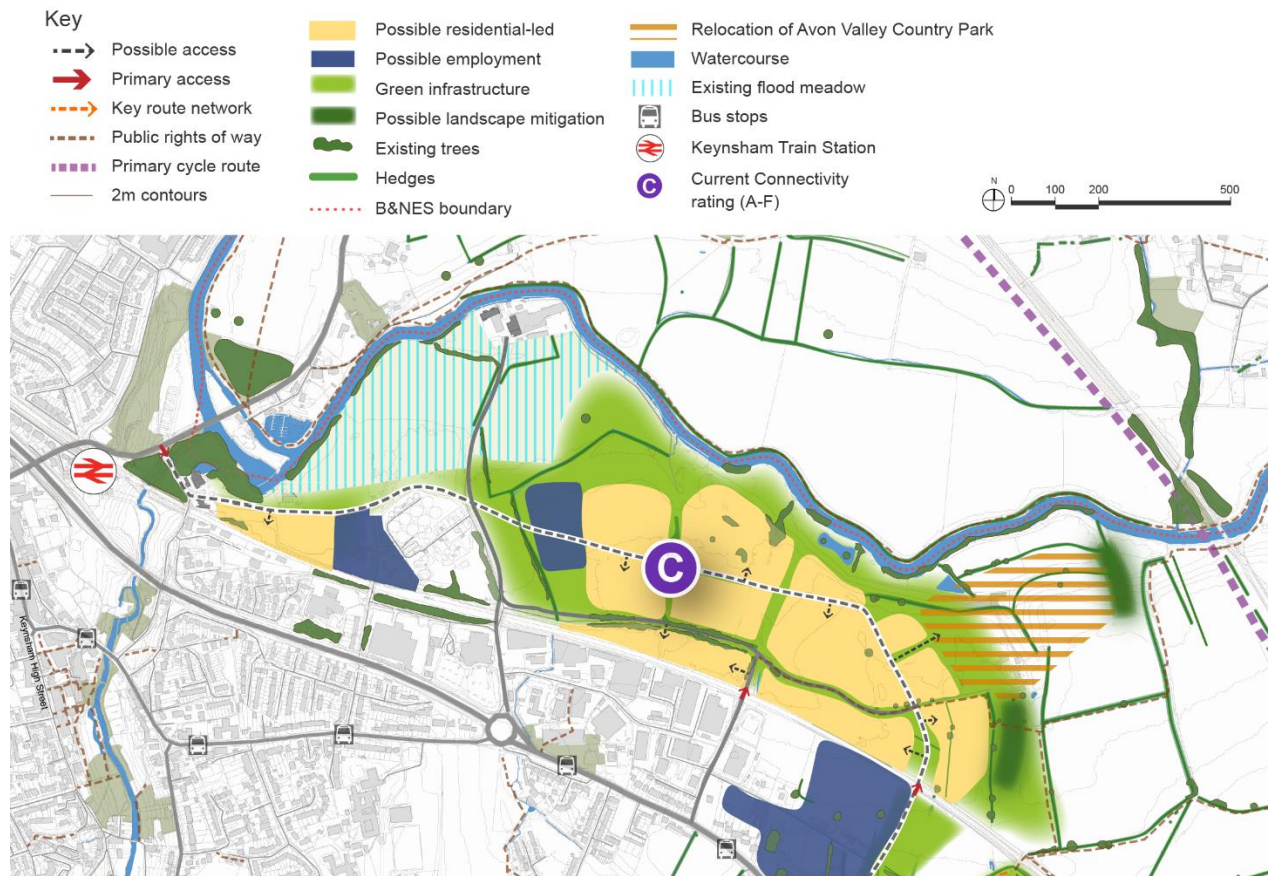 Key
Possible access
Primary access
Key route network
Public rights of way
Primary cycle route
2m contours
Possible residential-led
Possible employment
Green infrastructure
Possible landscape mitigation
Existing trees
Hedges
B&NES boundary
Relocation of Avon Valley Country Park
Watercourse
Existing flood meadow
Bus stops
Keynsham Train Station
C
Current Connectivity
rating (A-F)
N
0 100 200 500
C
Keynsham High Street